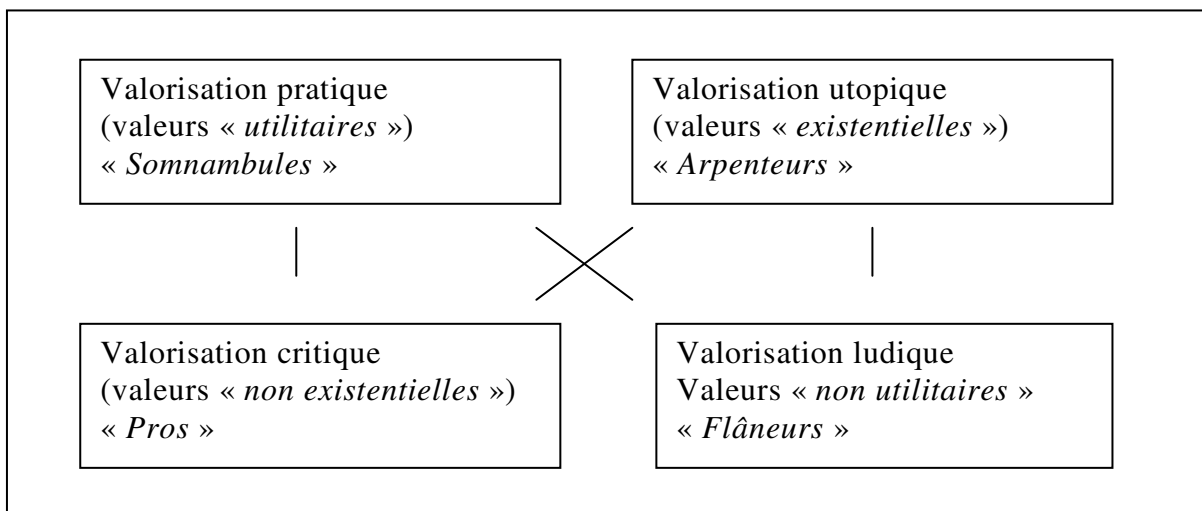 Valorisation pratique
(valeurs « utilitaires »)
« Somnambules »
Valorisation utopique
(valeurs « existentielles »)
« Arpenteurs »
Valorisation critique
(valeurs « non existentielles »)
« Pros »
Valorisation ludique
Valeurs « non utilitaires »
« Flâneurs »